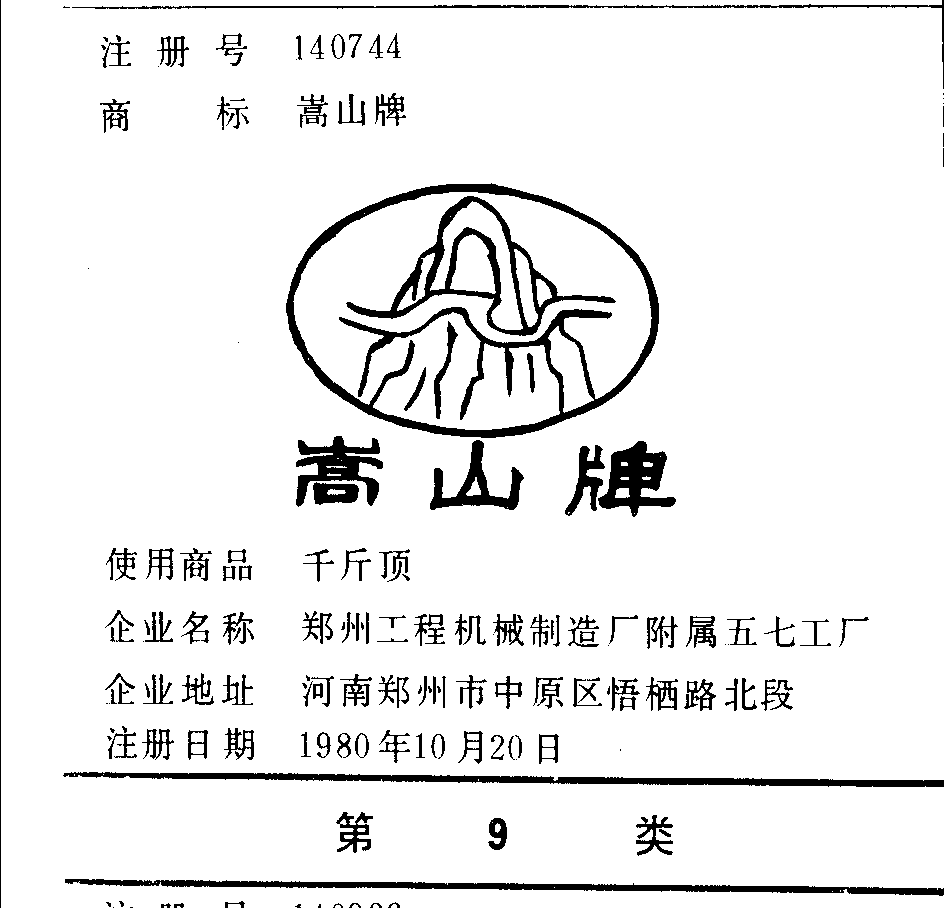 注册号 140744
商标 嵩山牌
嵩山牌
使用商品 千斤顶
企业名称 郑州工程机械制造厂附属五七工厂
企业地址 河南郑州市中原区悟栖路北段
注册日期 1980年10月20日
第 9 类